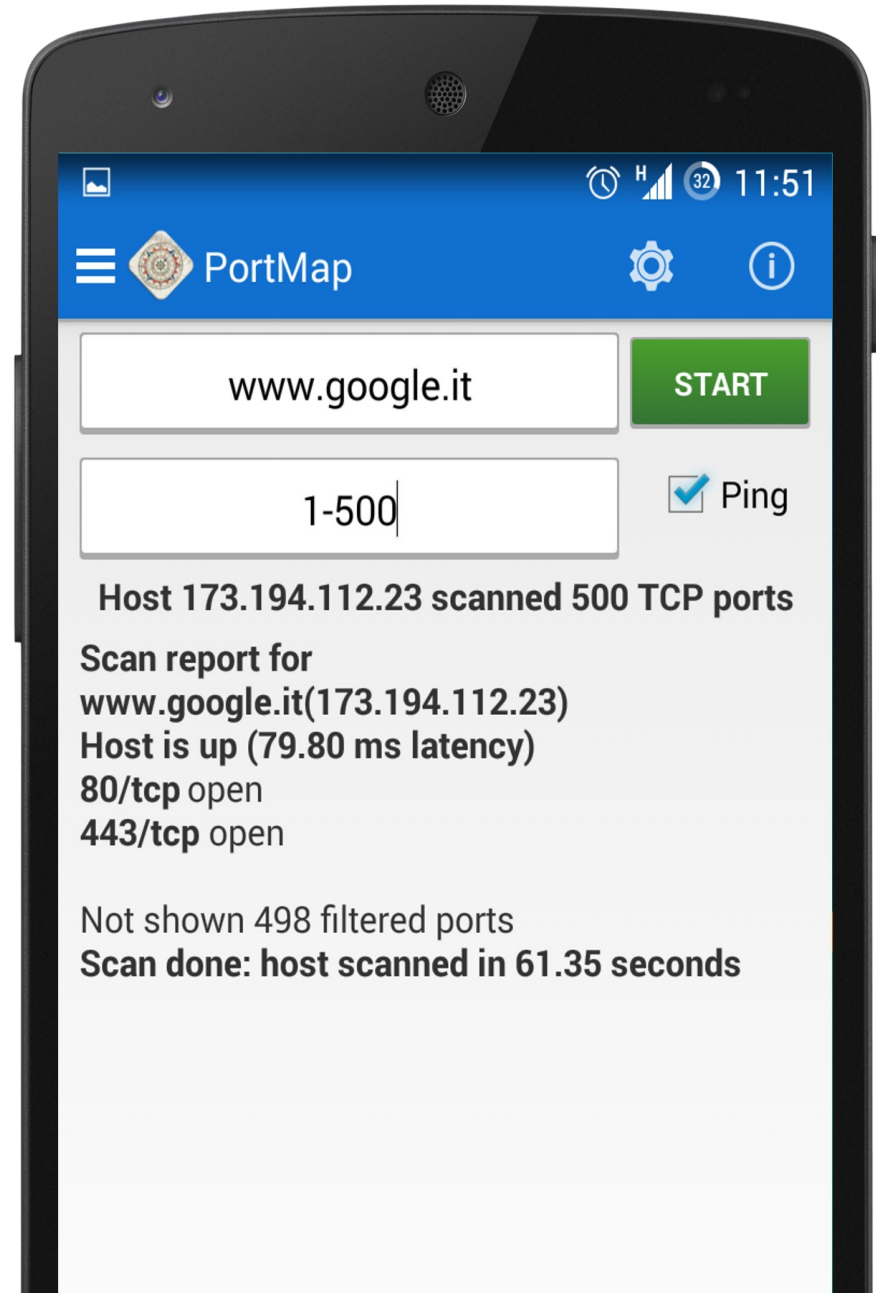 H 32 11:51
PortMap
www.google.it START
1-500 Ping
Host 173.194.112.23 scanned 500 TCP ports
Scan report for
www.google.it(173.194.112.23)
Host is up (79.80 ms latency)
80/tcp open
443/tcp open
Not shown 498 filtered ports
Scan done: host scanned in 61.35 seconds